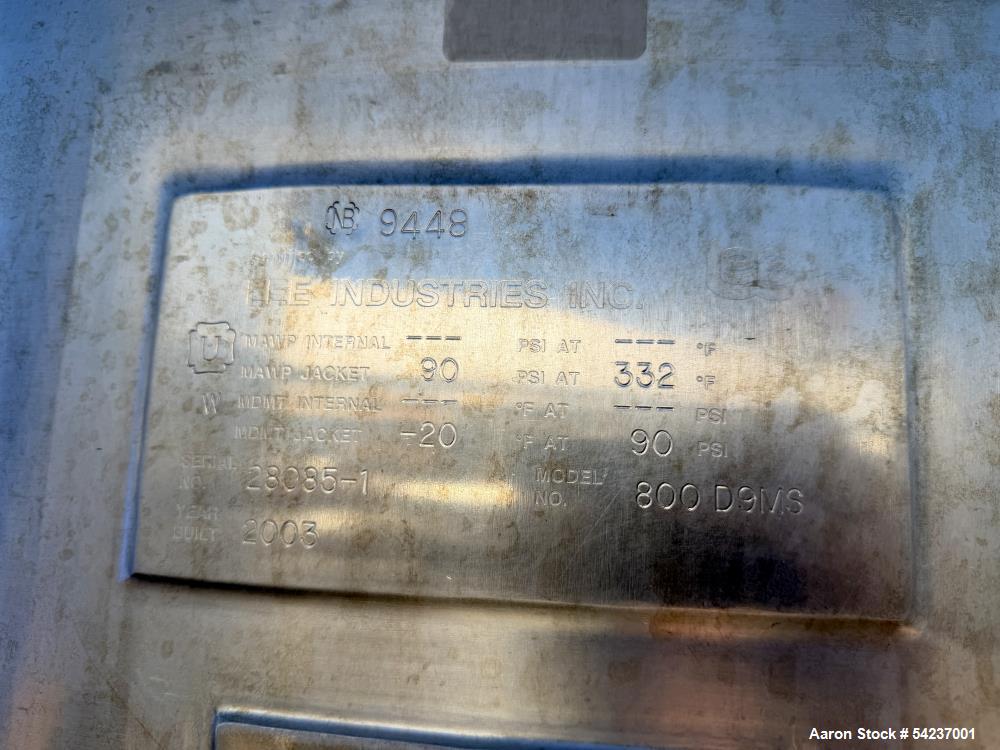 NB 9448
LEE INDUSTRIES INC.
U
MAWP INTERNAL --- PSI AT --- °F
MAWP JACKET 90 PSI AT 332 °F
W MDMT INTERNAL --- °F AT --- PSI
MDMT JACKET -20 °F AT 90 PSI
SERIAL NO. 28085-1 MODEL NO. 800 D9MS
YEAR BUILT 2003
Aaron Stock # 54237001